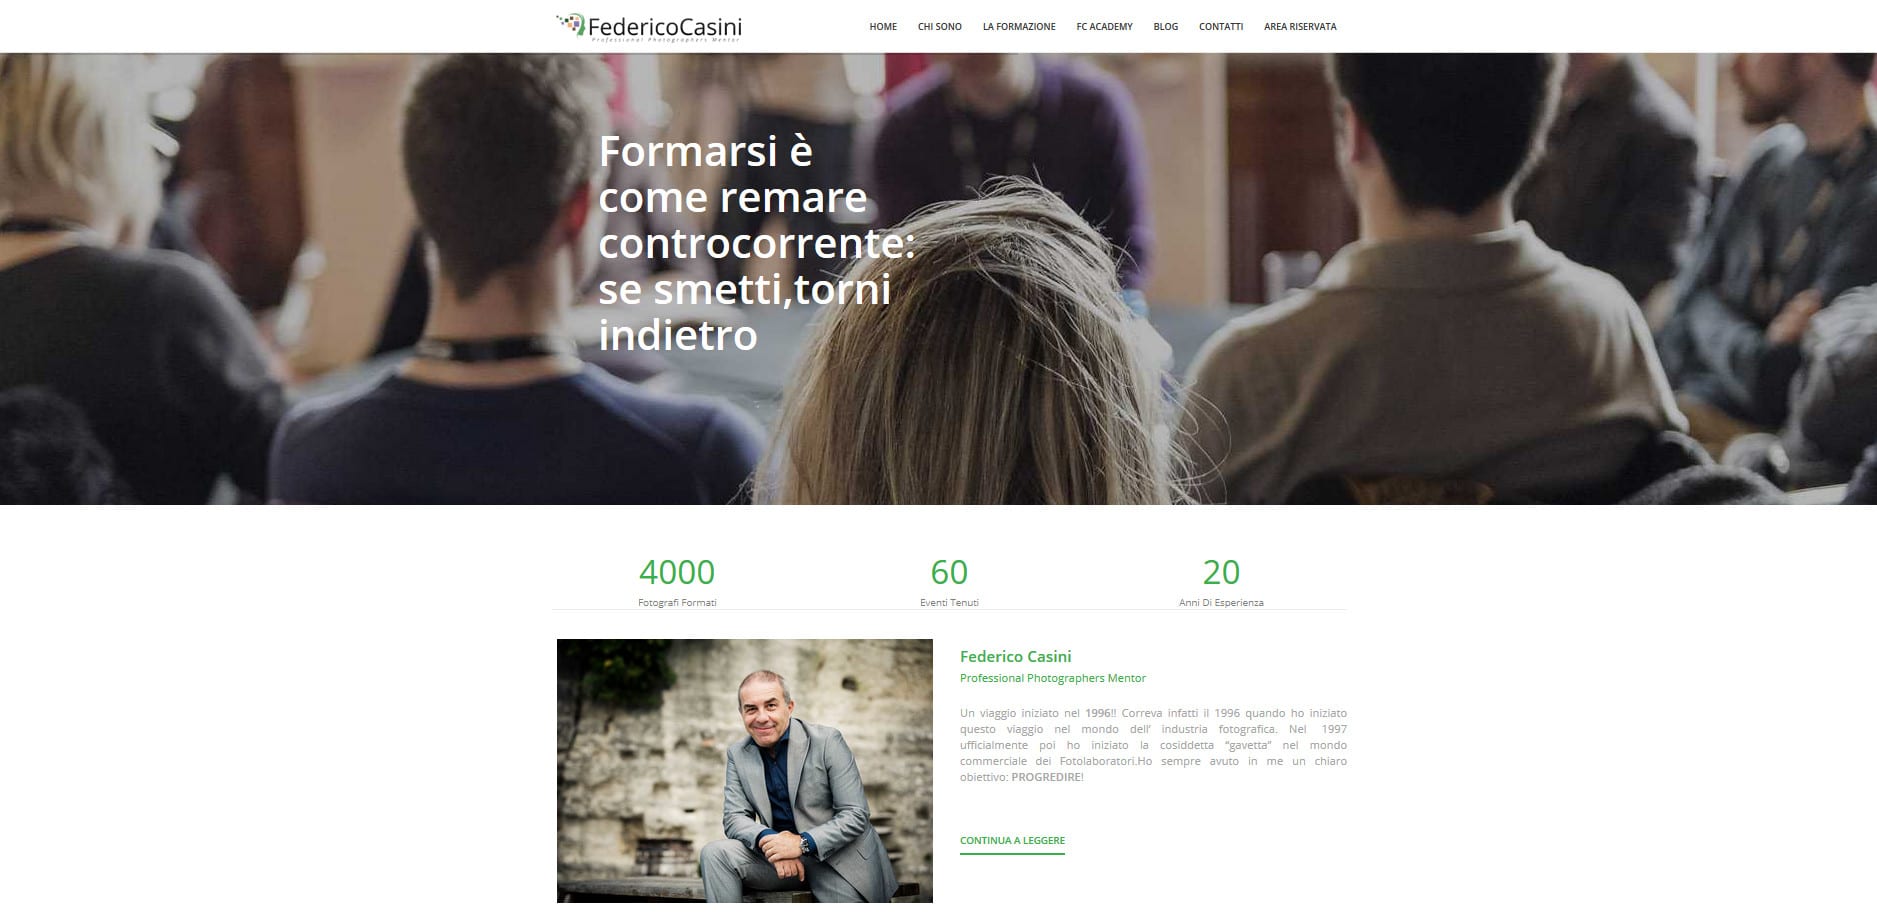 FedericoCasini
Professional Photographers Mentor
HOME CHI SONO LA FORMAZIONE FC ACADEMY BLOG CONTATTI AREA RISERVATA
Formarsi è
come remare
controcorrente:
se smetti,torni
indietro
4000 60 20
Fotografi Formati Eventi Tenuti Anni Di Esperienza
Federico Casini
Professional Photographers Mentor
Un viaggio iniziato nel 1996!! Correva infatti il 1996 quando ho iniziato
questo viaggio nel mondo dell' industria fotografica. Nel 1997
ufficialmente poi ho iniziato la cosiddetta “gavetta” nel mondo
commerciale dei Fotolaboratori.Ho sempre avuto in me un chiaro
obiettivo: PROGREDIRE!
CONTINUA A LEGGERE